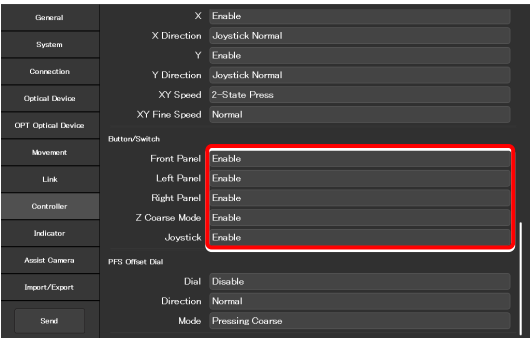 General
System
Connection
Optical Device
OPT Optical Device
Movement
Link
Controller
Indicator
Assist Camera
Import/Export
Send
X Enable
X Direction Joystick Normal
Y Enable
Y Direction Joystick Normal
XY Speed 2-State Press
XY Fine Speed Normal
Button/Switch
Front Panel Enable
Left Panel Enable
Right Panel Enable
Z Coarse Mode Enable
Joystick Enable
PFS Offset Dial
Dial Disable
Direction Normal
Mode Pressing Coarse